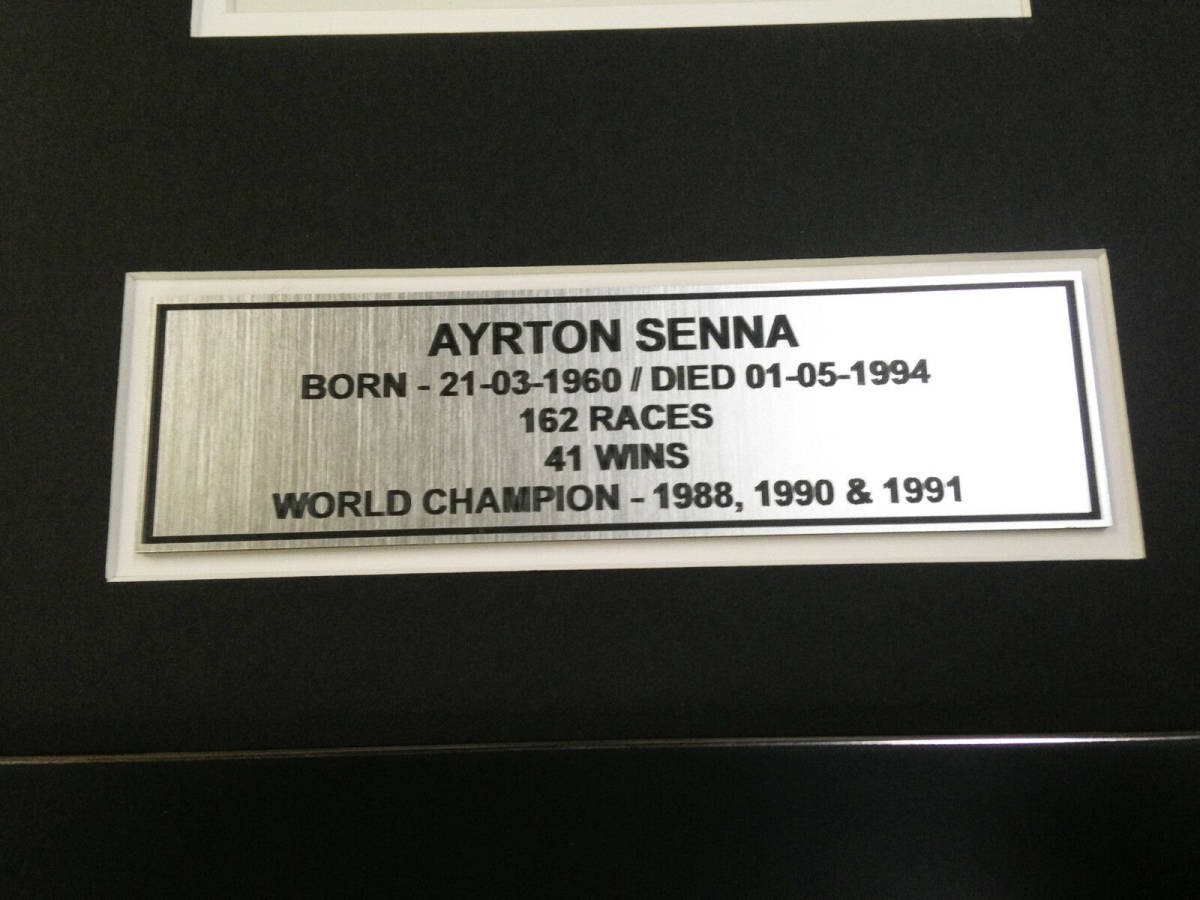 AYRTON SENNA
BORN - 21-03-1960 / DIED 01-05-1994
162 RACES
41 WINS
WORLD CHAMPION - 1988, 1990 & 1991